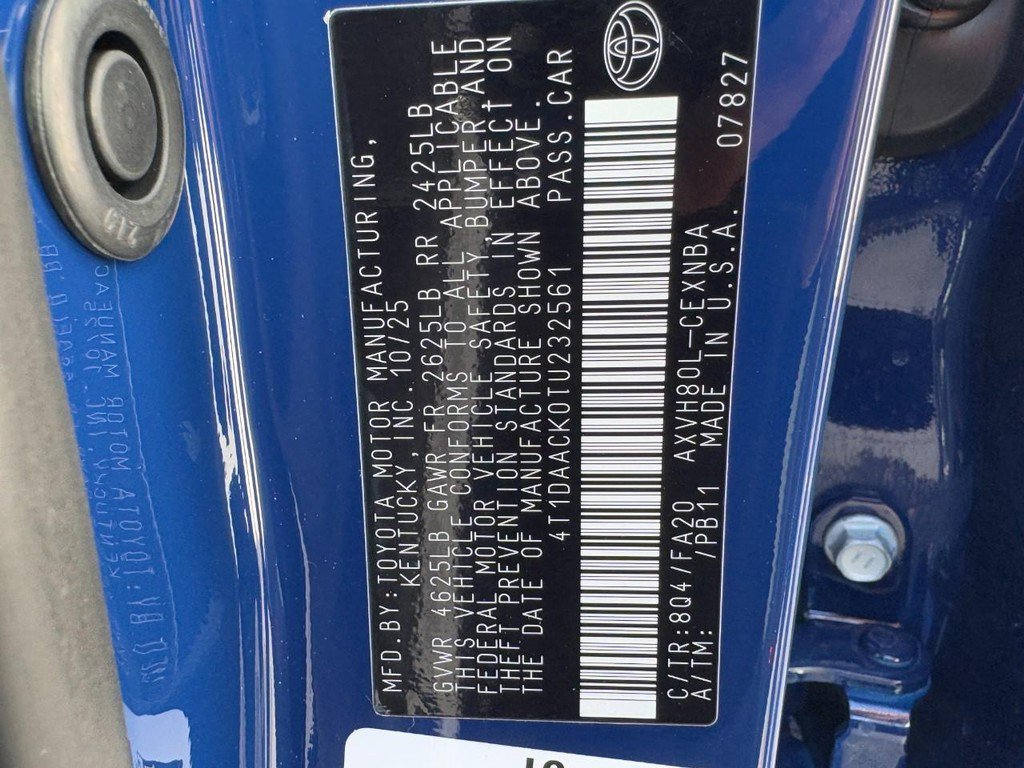 MFD.BY:TOYOTA MOTOR MANUFACTURING,
KENTUCKY, INC. 10/25
GVWR 4625LB GAWR FR 2625LB RR 2425LB
THIS VEHICLE CONFORMS TO ALL APPLICABLE
FEDERAL MOTOR VEHICLE SAFETY, BUMPER, AND
THEFT PREVENTION STANDARDS IN EFFECT ON
THE DATE OF MANUFACTURE SHOWN ABOVE.
4T1DAACK0TU232561 PASS.CAR
C/TR:8Q4/FA20 AXVH80L-CEXNBA
A/TM: /PB11 MADE IN U.S.A. 07827
213